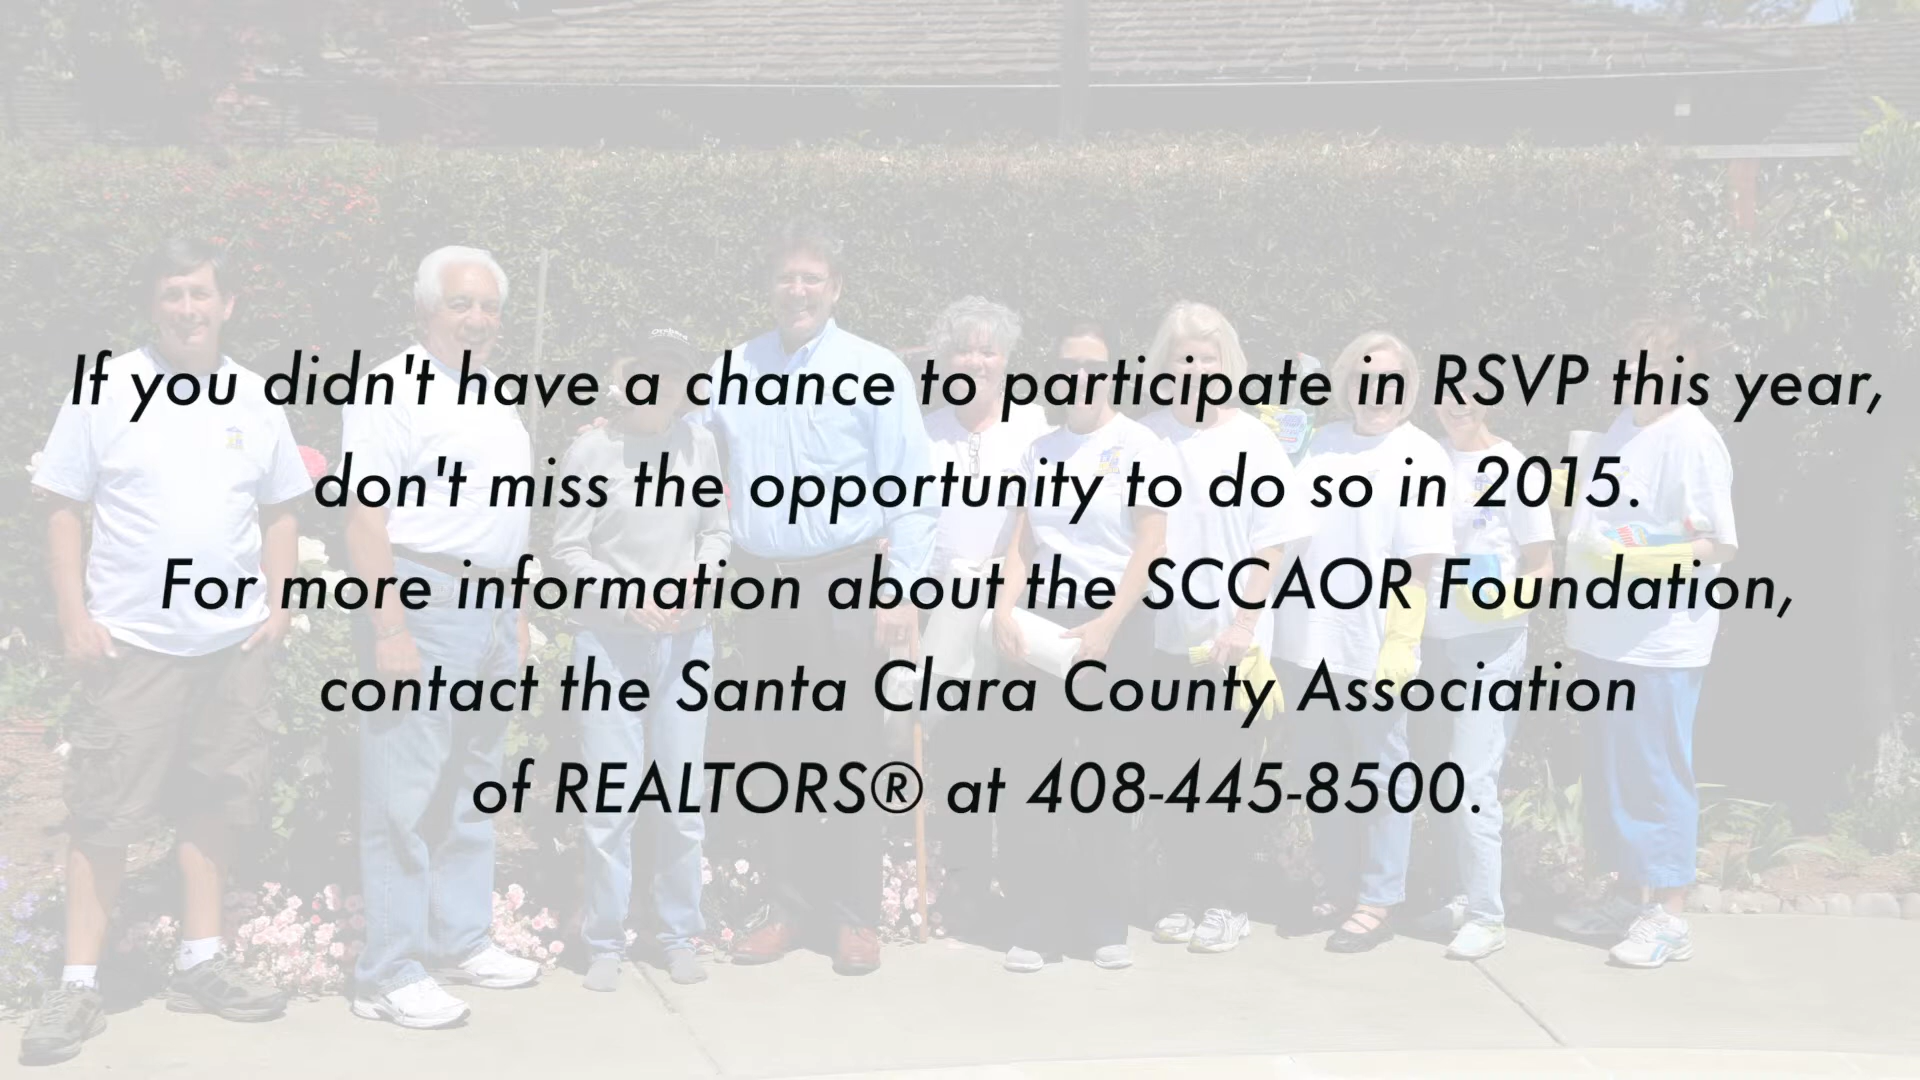 If you didn't have a chance to participate in RSVP this year,
don't miss the opportunity to do so in 2015.
For more information about the SCCAOR Foundation,
contact the Santa Clara County Association
of REALTORS® at 408-445-8500.